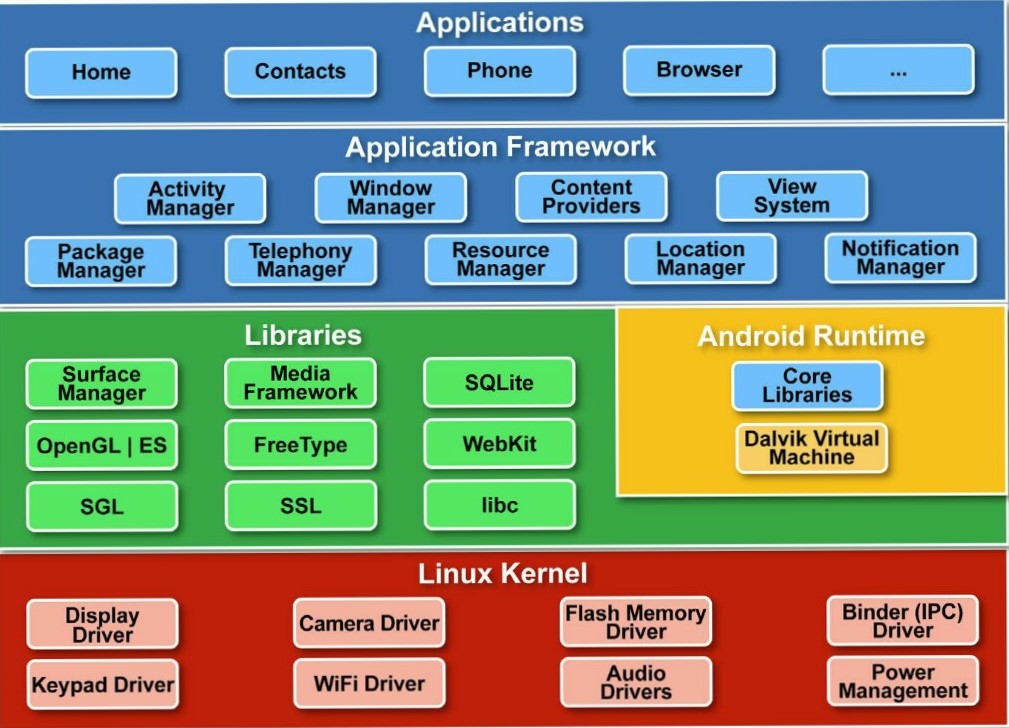 Applications
Home
Contacts
Phone
Browser
...
Application Framework
Activity
Manager
Window
Manager
Content
Providers
View
System
Package
Manager
Telephony
Manager
Resource
Manager
Location
Manager
Notification
Manager
Libraries
Surface
Manager
Media
Framework
SQLite
OpenGL | ES
FreeType
WebKit
SGL
SSL
libc
Android Runtime
Core
Libraries
Dalvik Virtual
Machine
Linux Kernel
Display
Driver
Camera Driver
Flash Memory
Driver
Binder (IPC)
Driver
Keypad Driver
WiFi Driver
Audio
Drivers
Power
Management